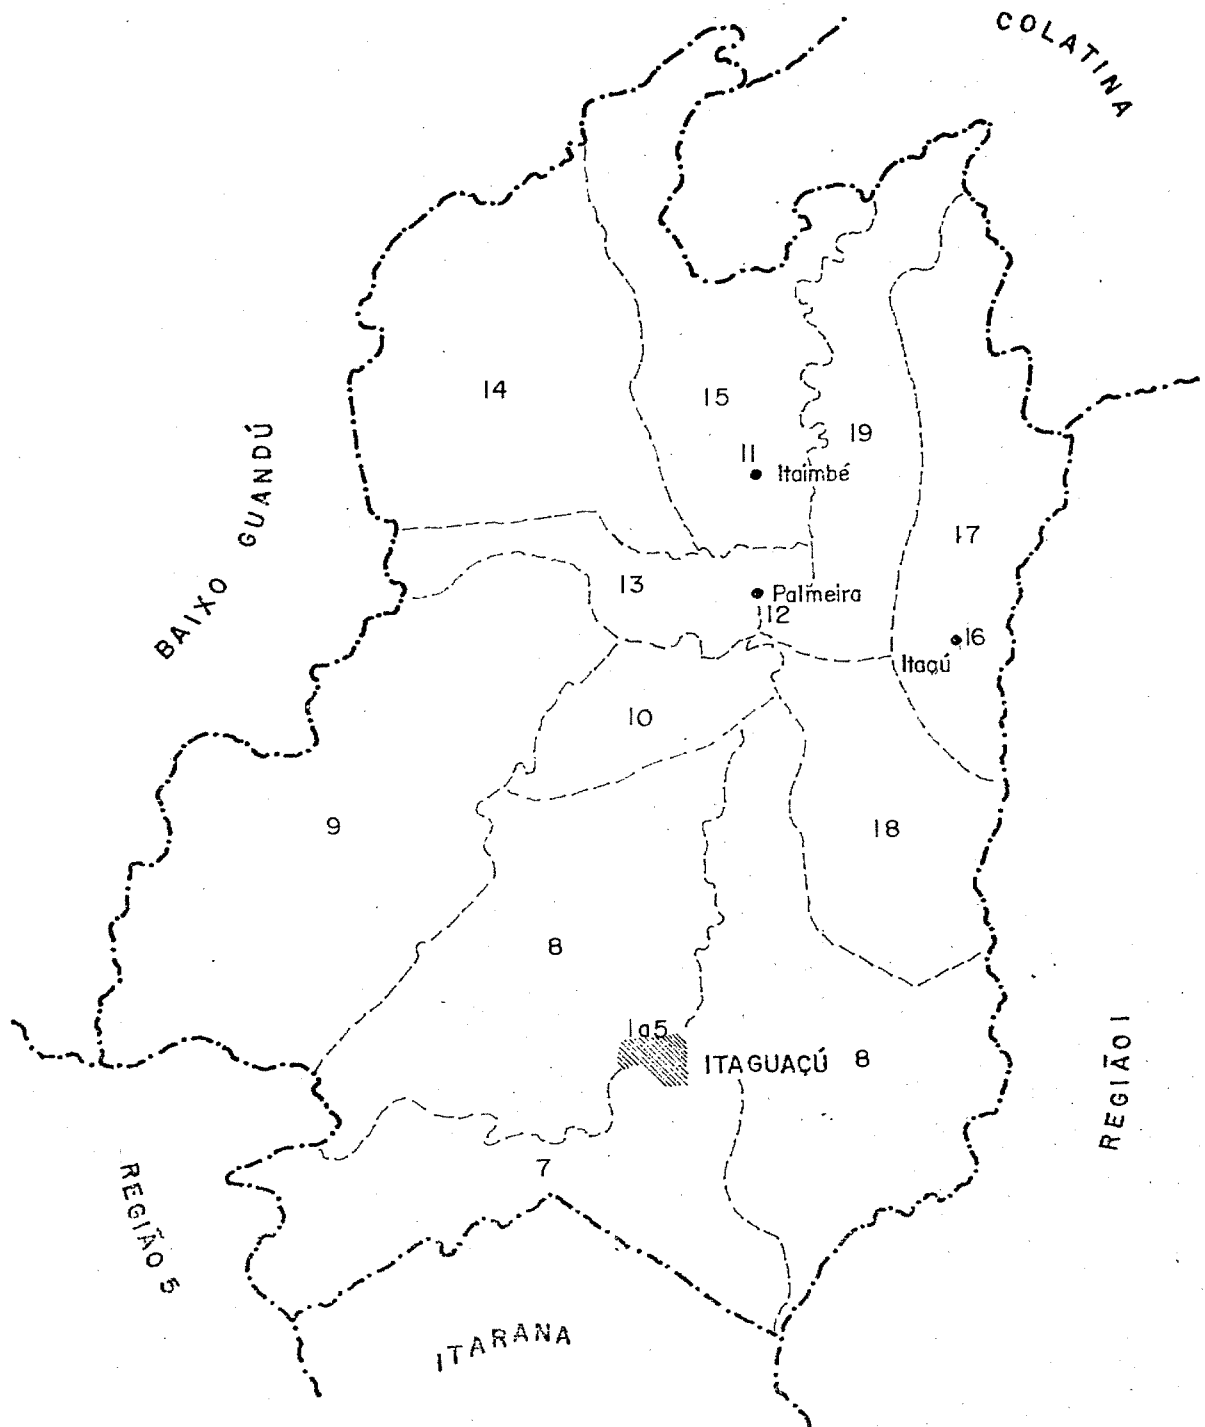 COLATINA
14
15
19
11
Itaimbé
BAIXO GUANDÚ
17
13
Palmeira
12
16
Itaçú
10
9
18
8
1a5
ITAGUAÇÚ
8
REGIÃO I
7
REGIÃO 5
ITARANA